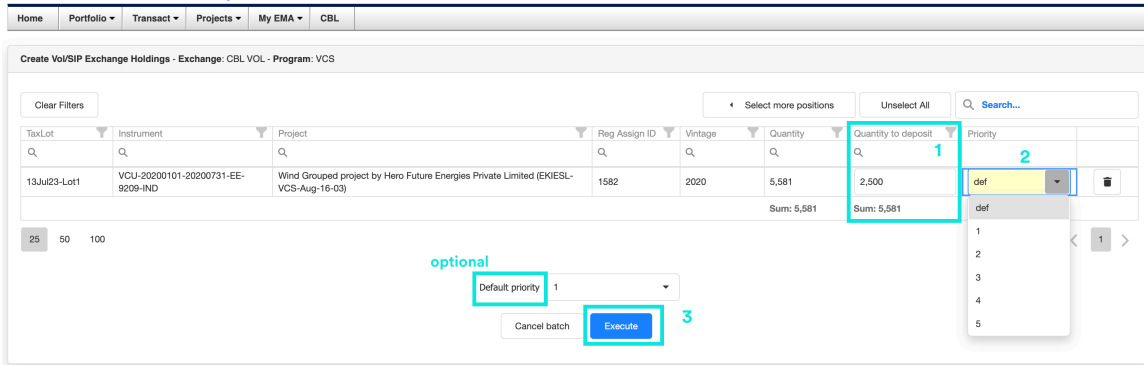 Home Portfolio Transact Projects My EMA CBL
Create Vol/SIP Exchange Holdings - Exchange: CBL VOL - Program: VCS
Clear Filters Select more positions Unselect All Search...
TaxLot Instrument Project Reg Assign ID Vintage Quantity Quantity to deposit Priority
1 2
13Jul23-Lot1 VCU-20200101-20200731-EE-9209-IND Wind Grouped project by Hero Future Energies Private Limited (EKIESL-VCS-Aug-16-03) 1582 2020 5,581 2,500 def
Sum: 5,581 Sum: 5,581
def
1
2
3
4
5
25 50 100 1
optional
Default priority 1
Cancel batch Execute 3